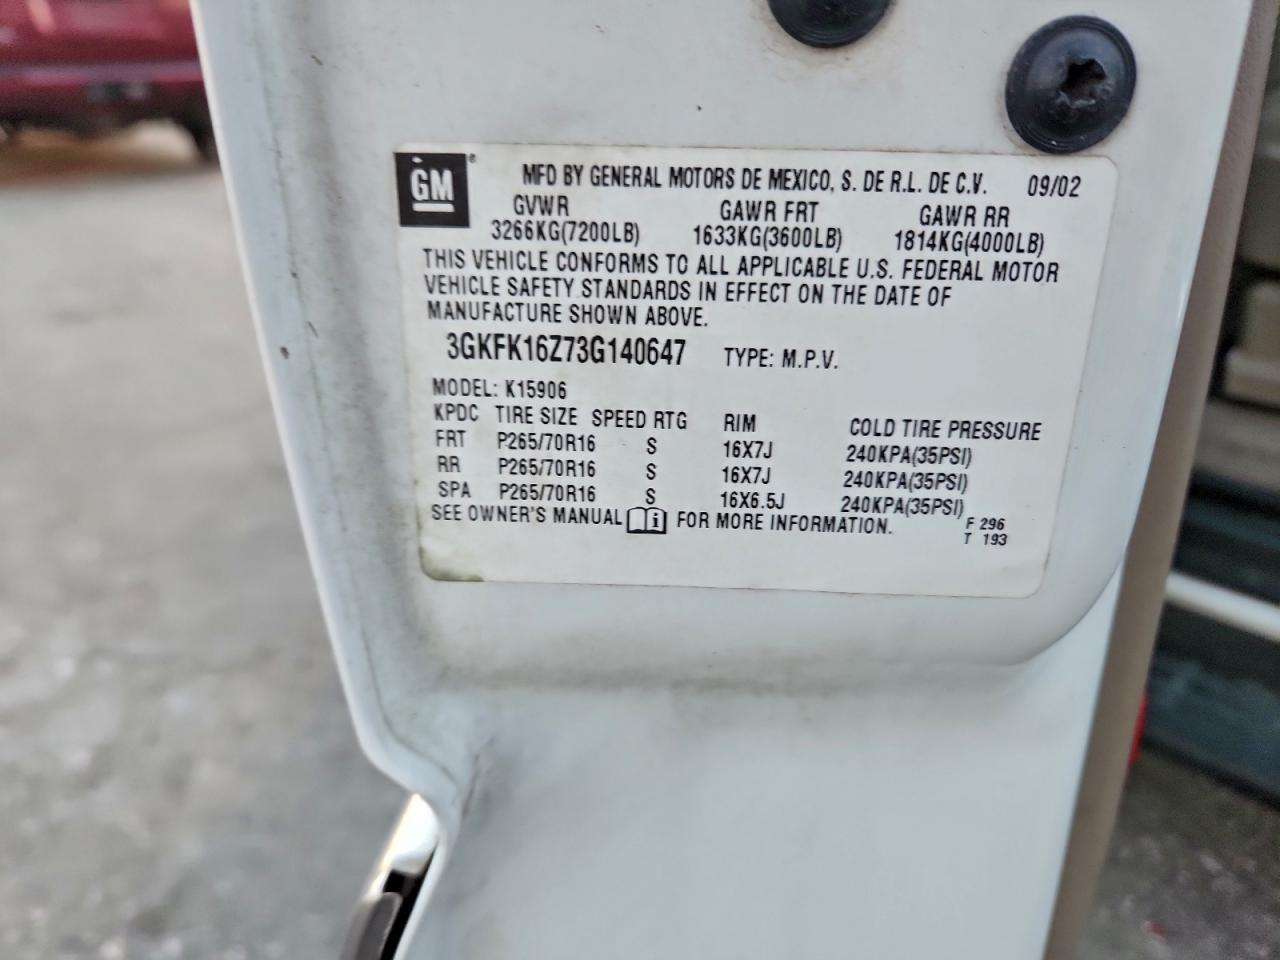 GM ® MFD BY GENERAL MOTORS DE MEXICO, S. DE R.L. DE C.V. 09/02
GVWR GAWR FRT GAWR RR
3266KG(7200LB) 1633KG(3600LB) 1814KG(4000LB)
THIS VEHICLE CONFORMS TO ALL APPLICABLE U.S. FEDERAL MOTOR
VEHICLE SAFETY STANDARDS IN EFFECT ON THE DATE OF
MANUFACTURE SHOWN ABOVE.
3GKFK16Z73G140647 TYPE: M.P.V.
MODEL: K15906
KPDC TIRE SIZE SPEED RTG RIM COLD TIRE PRESSURE
FRT P265/70R16 S 16X7J 240KPA(35PSI)
RR P265/70R16 S 16X7J 240KPA(35PSI)
SPA P265/70R16 S 16X6.5J 240KPA(35PSI)
SEE OWNER'S MANUAL i FOR MORE INFORMATION. F 296
T 193